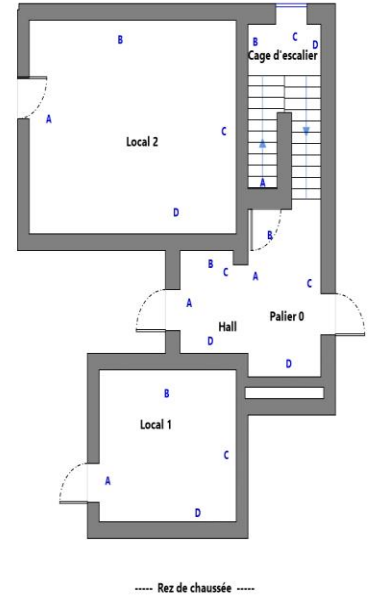 B
C
B
D
Cage d'escalier
A
C
Local 2
A
D
B
B
C
A
C
A
Palier 0
Hall
D
D
B
Local 1
C
A
D
----- Rez de chaussée -----